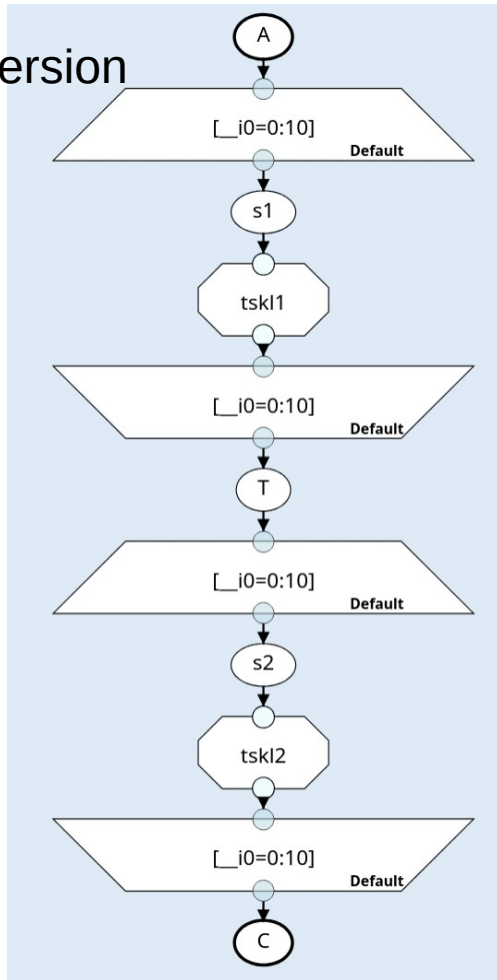 A
ersion
[__i0=0:10]
Default
s1
tskl1
[__i0=0:10]
Default
T
[__i0=0:10]
Default
s2
tskl2
[__i0=0:10]
Default
C